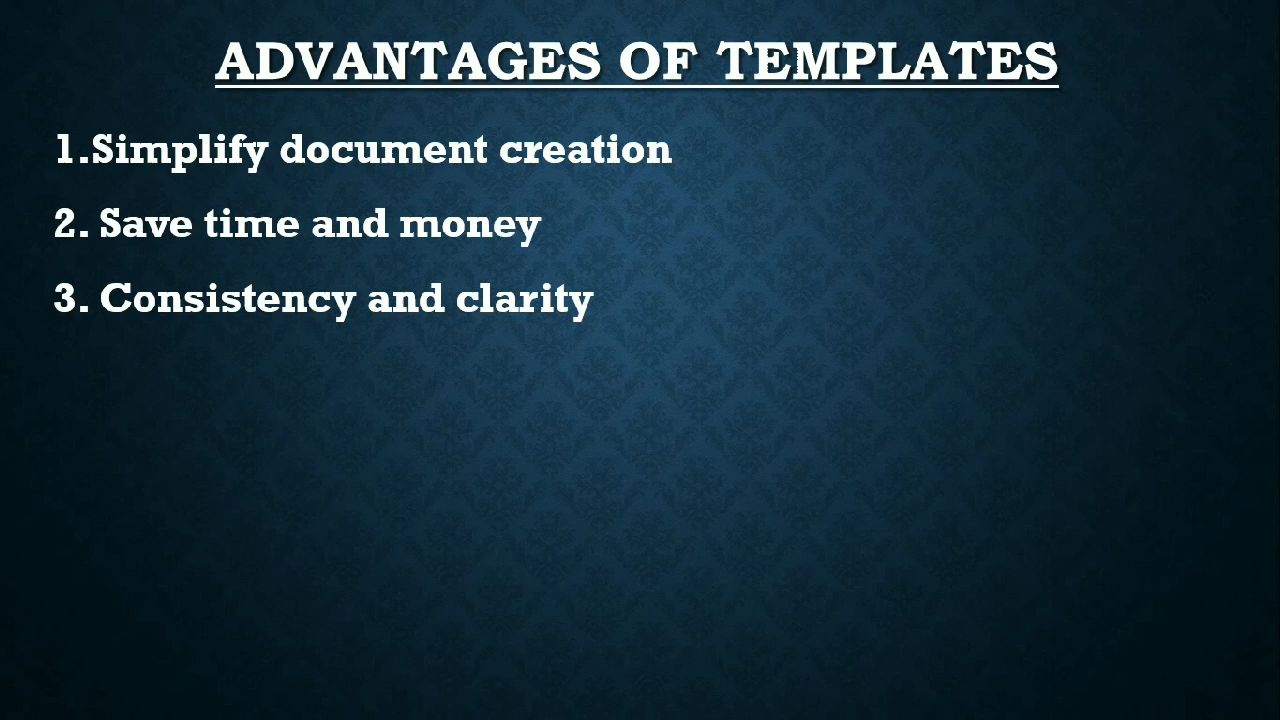 ADVANTAGES OF TEMPLATES
1.Simplify document creation
2. Save time and money
3. Consistency and clarity